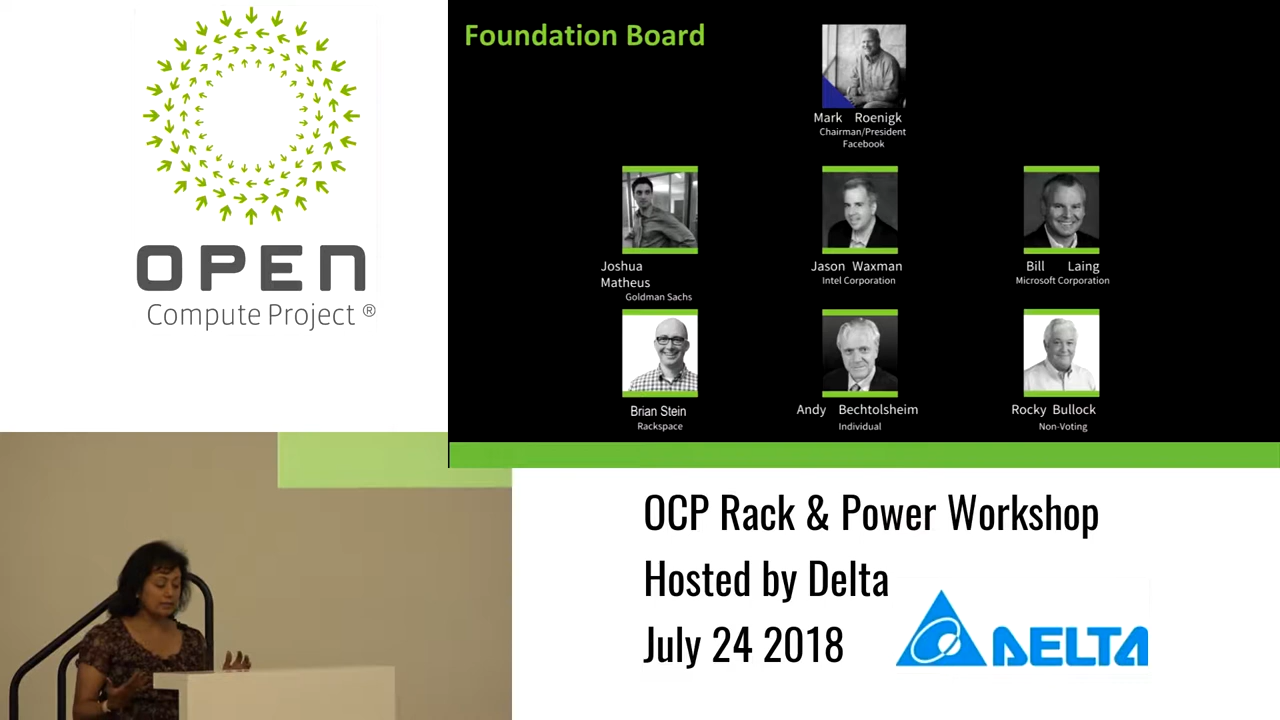 OPEN
Compute Project ®
Foundation Board
Mark Roenigk
Chairman/President
Facebook
Joshua
Matheus
Goldman Sachs
Jason Waxman
Intel Corporation
Bill Laing
Microsoft Corporation
Brian Stein
Rackspace
Andy Bechtolsheim
Individual
Rocky Bullock
Non-Voting
OCP Rack & Power Workshop
Hosted by Delta
July 24 2018
DELTA